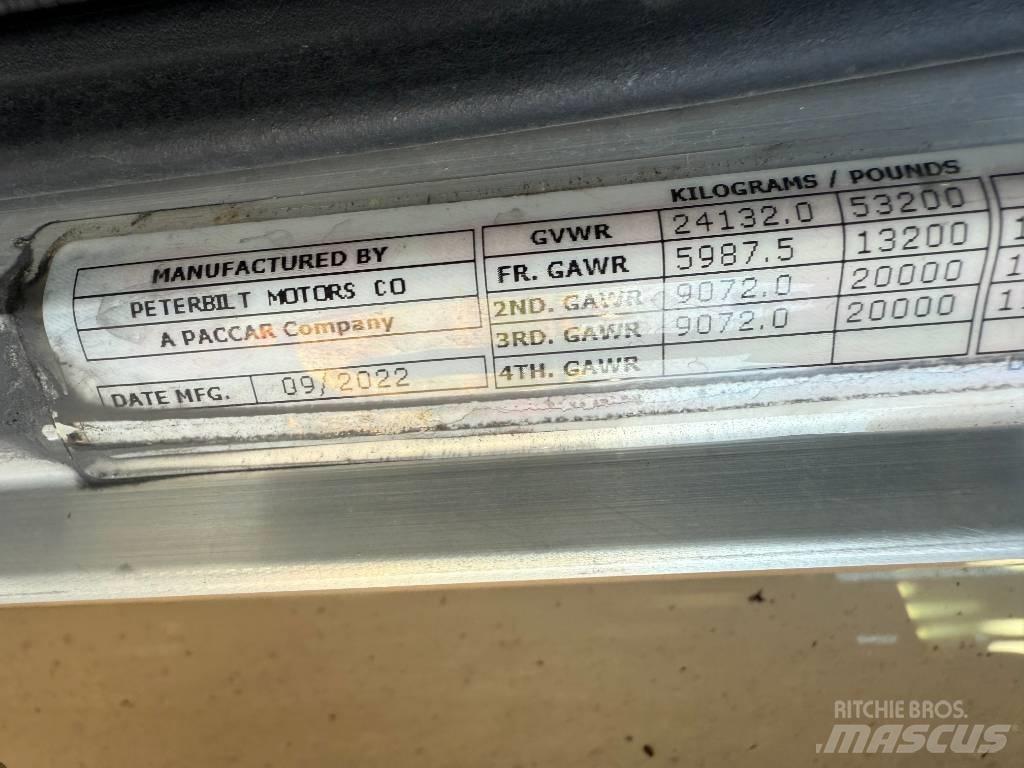 KILOGRAMS / POUNDS
MANUFACTURED BY
PETERBILT MOTORS CO
A PACCAR Company
DATE MFG. 09/2022
GVWR 24132.0 53200
FR. GAWR 5987.5 13200
2ND. GAWR 9072.0 20000
3RD. GAWR 9072.0 20000
4TH. GAWR
RITCHIE BROS.
MASCUS